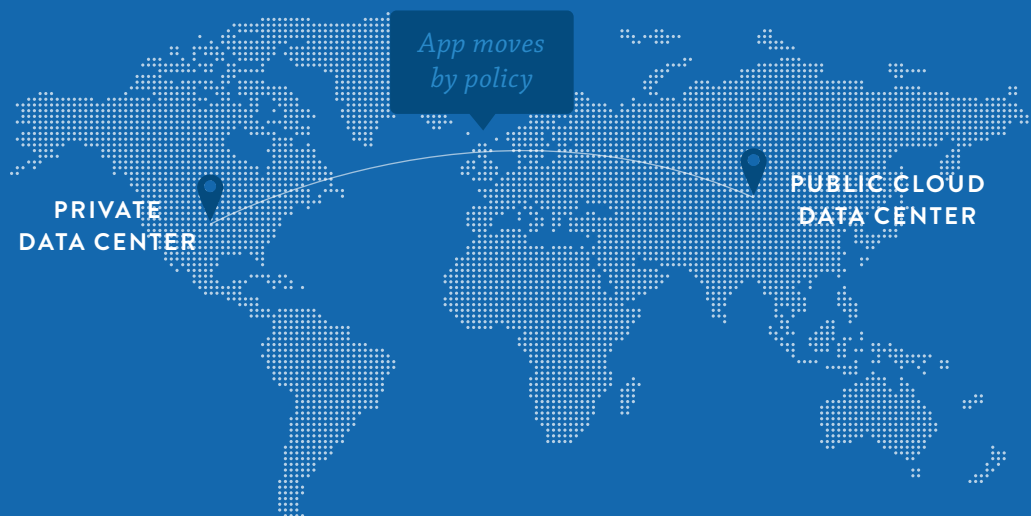 App moves
by policy
PRIVATE
DATA CENTER
PUBLIC CLOUD
DATA CENTER